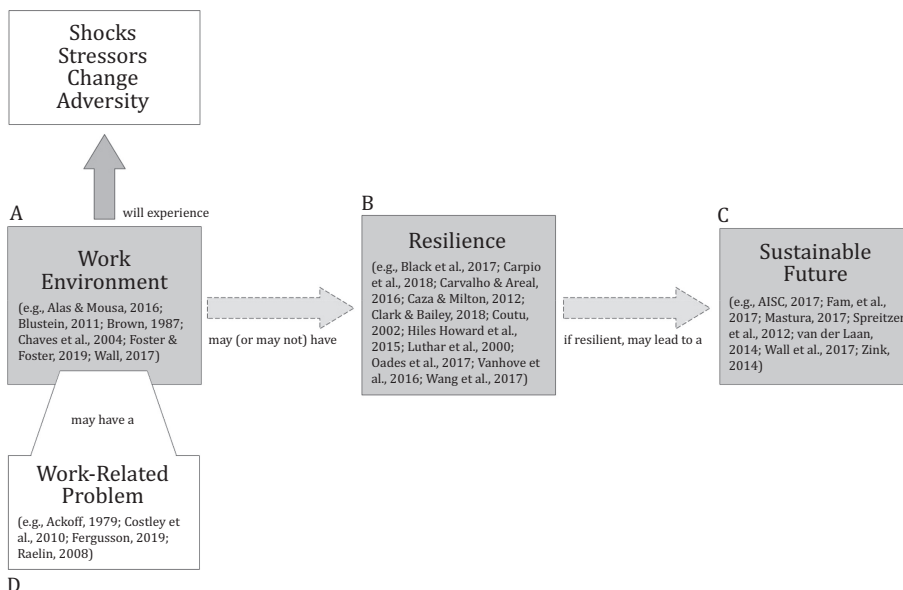 Shocks
Stressors
Change
Adversity
will experience
A
Work
Environment
(e.g., Alas & Mousa, 2016;
Blustein, 2011; Brown, 1987;
Chaves et al., 2004; Foster &
Foster, 2019; Wall, 2017)
may (or may not) have
B
Resilience
(e.g., Black et al., 2017; Carpio
et al., 2018; Carvalho & Areal,
2016; Caza & Milton, 2012;
Clark & Bailey, 2018; Coutu,
2002; Hiles Howard et al.,
2015; Luthar et al., 2000;
Oades et al., 2017; Vanhove et
al., 2016; Wang et al., 2017)
if resilient, may lead to a
C
Sustainable
Future
(e.g., AISC, 2017; Fam, et al.,
2017; Mastura, 2017; Spreitzer
et al., 2012; van der Laan,
2014; Wall et al., 2017; Zink,
2014)
may have a
Work-Related
Problem
(e.g., Ackoff, 1979; Costley et
al., 2010; Fergusson, 2019;
Raelin, 2008)
D